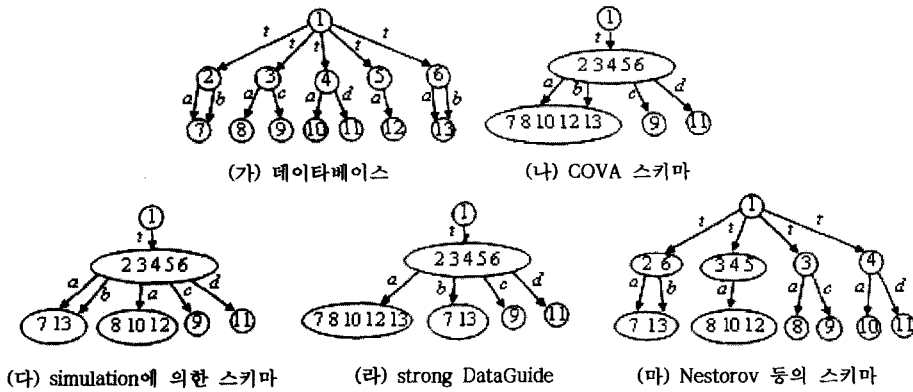 1
t t t t t
2 3 4 5 6
a b a c a d a a b
7 8 9 10 11 12 13
(가) 데이타베이스
1
t
2 3 4 5 6
a b c d
7 8 10 12 13 9 11
(나) COVA 스키마
1
t
2 3 4 5 6
a b a c d
7 13 8 10 12 9 11
(다) simulation에 의한 스키마
1
t
2 3 4 5 6
a b c d
7 8 10 12 13 7 13 9 11
(라) strong DataGuide
1
t t t t
2 6 3 4 5 3 4
a b a a c a d
7 13 8 10 12 8 9 10 11
(마) Nestorov 등의 스키마